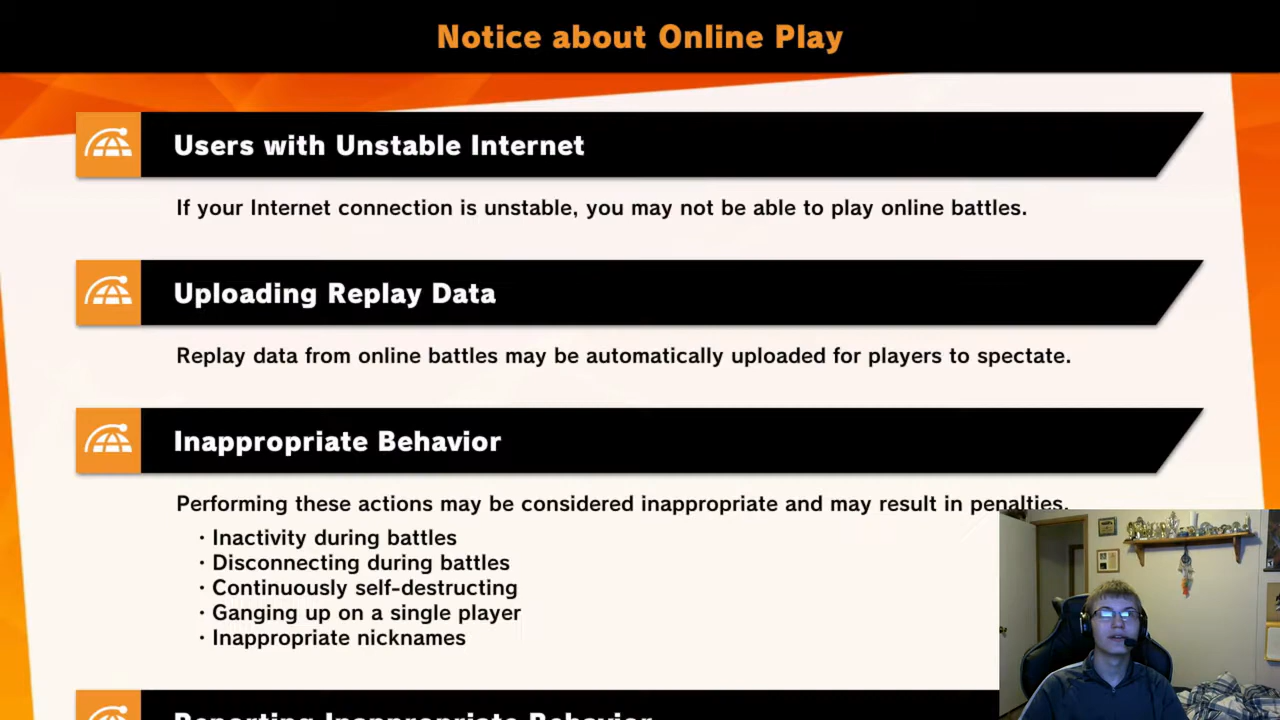 Notice about Online Play
Users with Unstable Internet
If your Internet connection is unstable, you may not be able to play online battles.
Uploading Replay Data
Replay data from online battles may be automatically uploaded for players to spectate.
Inappropriate Behavior
Performing these actions may be considered inappropriate and may result in penalties.
· Inactivity during battles
· Disconnecting during battles
· Continuously self-destructing
· Ganging up on a single player
· Inappropriate nicknames
Reporting Inappropriate Behavior